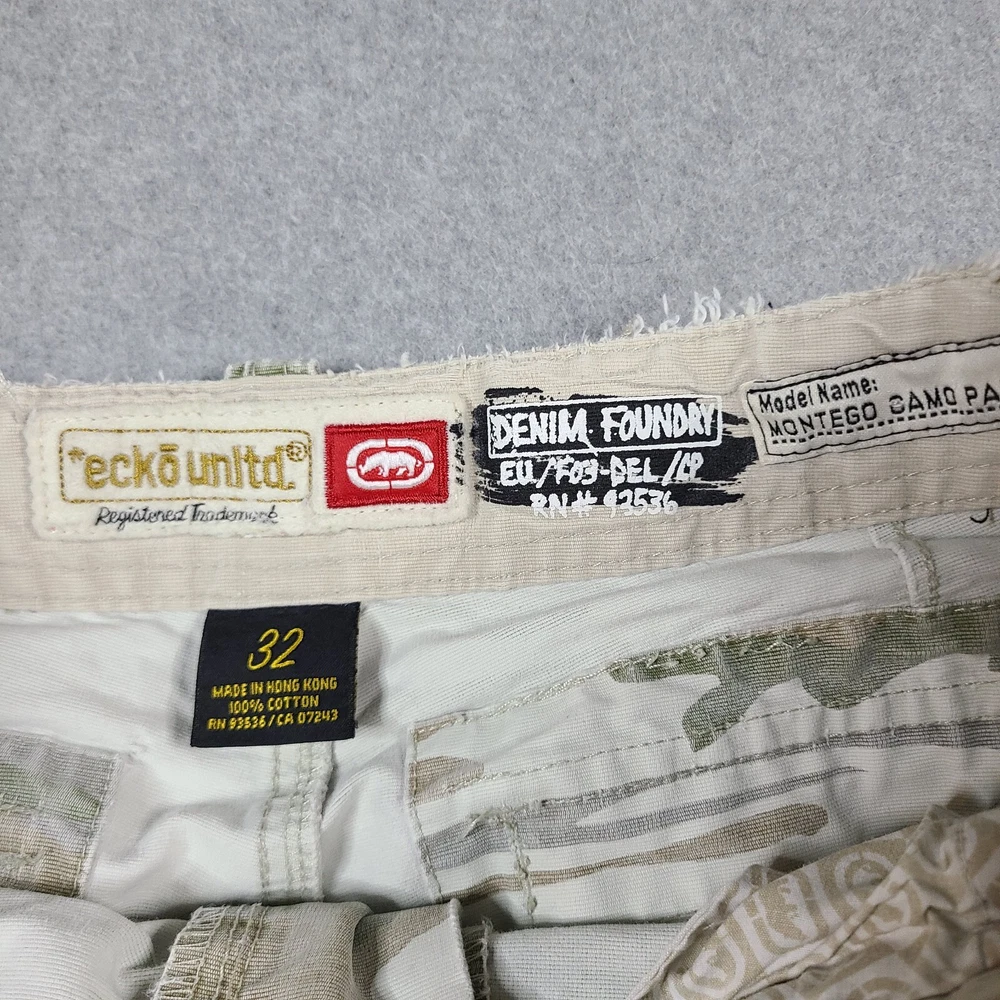 "eckō unltd.®
Registered Trademark
DENIM. FOUNDRY
EU/F03-DEL/CP
RN# 93536
Model Name:
MONTEGO CAMO PA
32
MADE IN HONG KONG
100% COTTON
RN 93536 / CA 07243